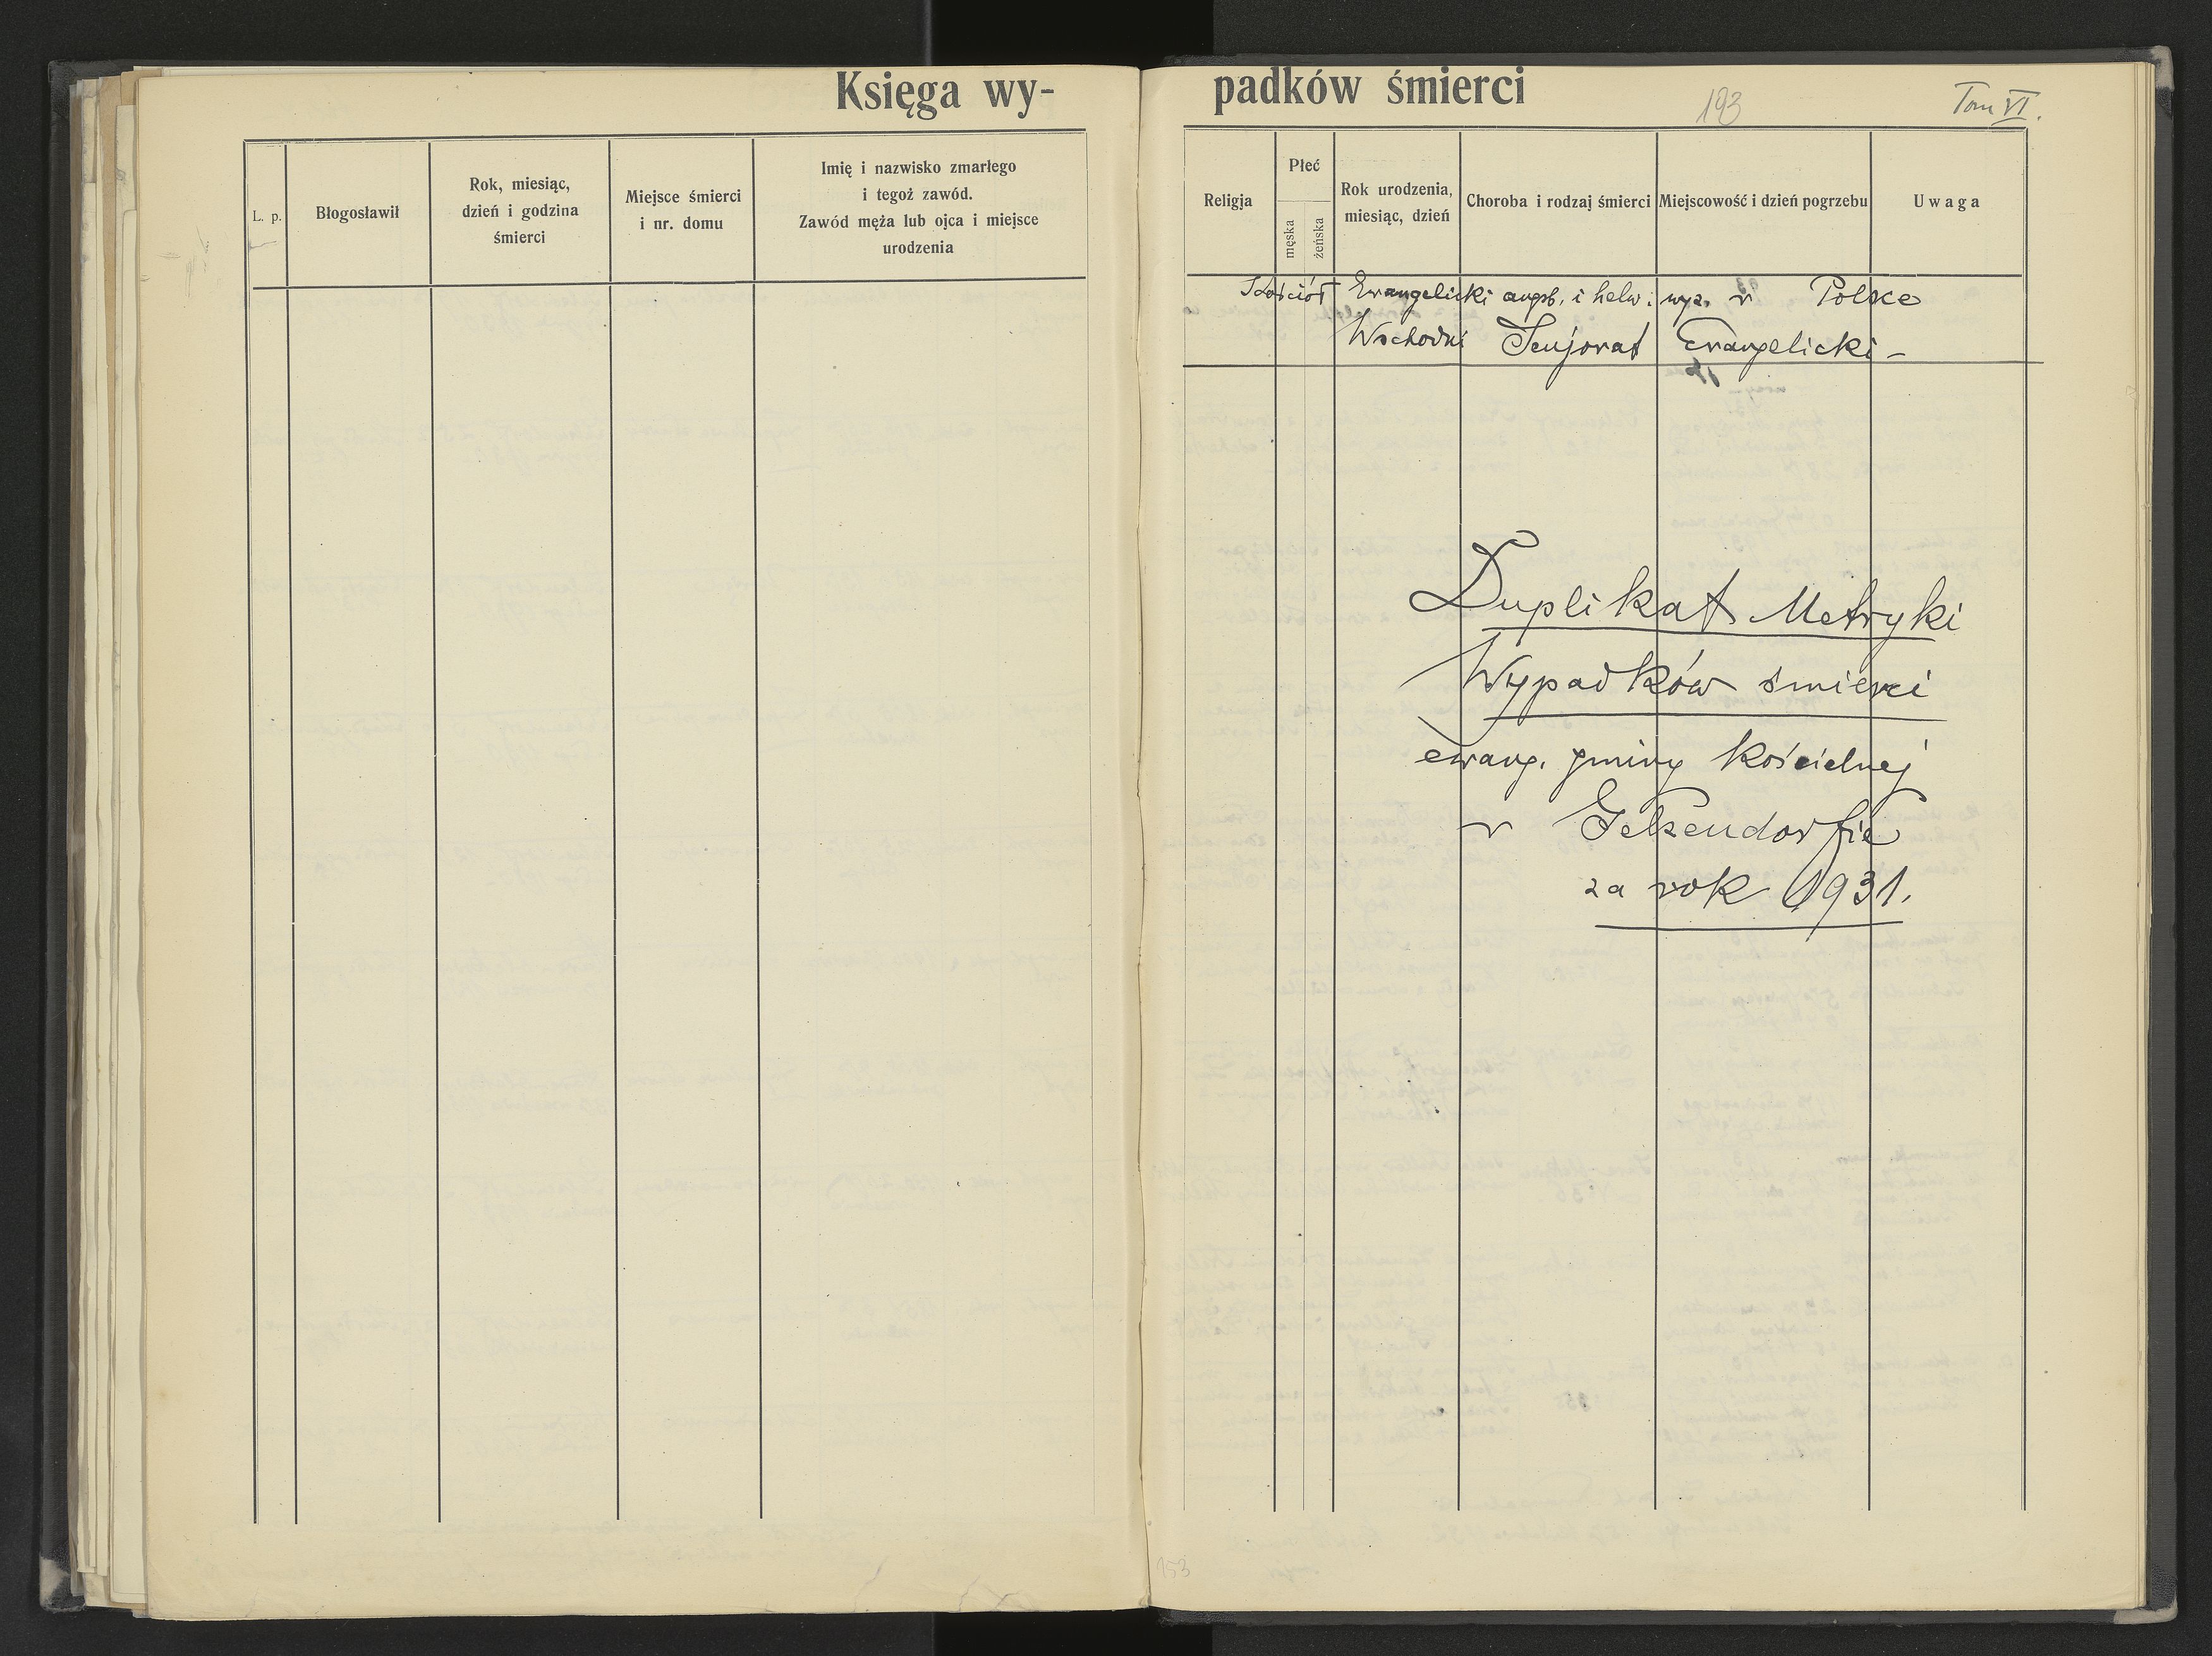 Księga wy-
L. p.
Błogosławił
Rok, miesiąc,
dzień i godzina
śmierci
Miejsce śmierci
i nr. domu
Imię i nazwisko zmarłego
i tegoż zawód.
Zawód męża lub ojca i miejsce
urodzenia
padków śmierci
193
Tom VI.
Religja
Płeć
męska
żeńska
Rok urodzenia,
miesiąc, dzień
Choroba i rodzaj śmierci
Miejscowość i dzień pogrzebu
Uwaga
Kościół Ewangelicki augsb. i helw. wyz. w Polsce
Wschodni Senjorat Ewangelicki -
Duplikat Metryki
Wypadków śmierci
ewang. gminy kościelnej
w Gelsendorfie
za rok 1931.
153